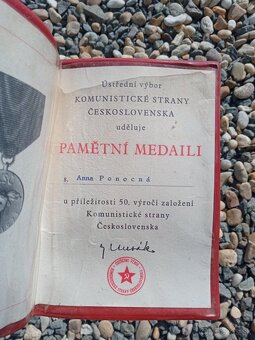 Ústřední výbor
KOMUNISTICKÉ STRANY
ČESKOSLOVENSKA
uděluje
PAMĚTNÍ MEDAILI
s. Anna Ponocná
u příležitosti 50. výročí založení
Komunistické strany
Československa